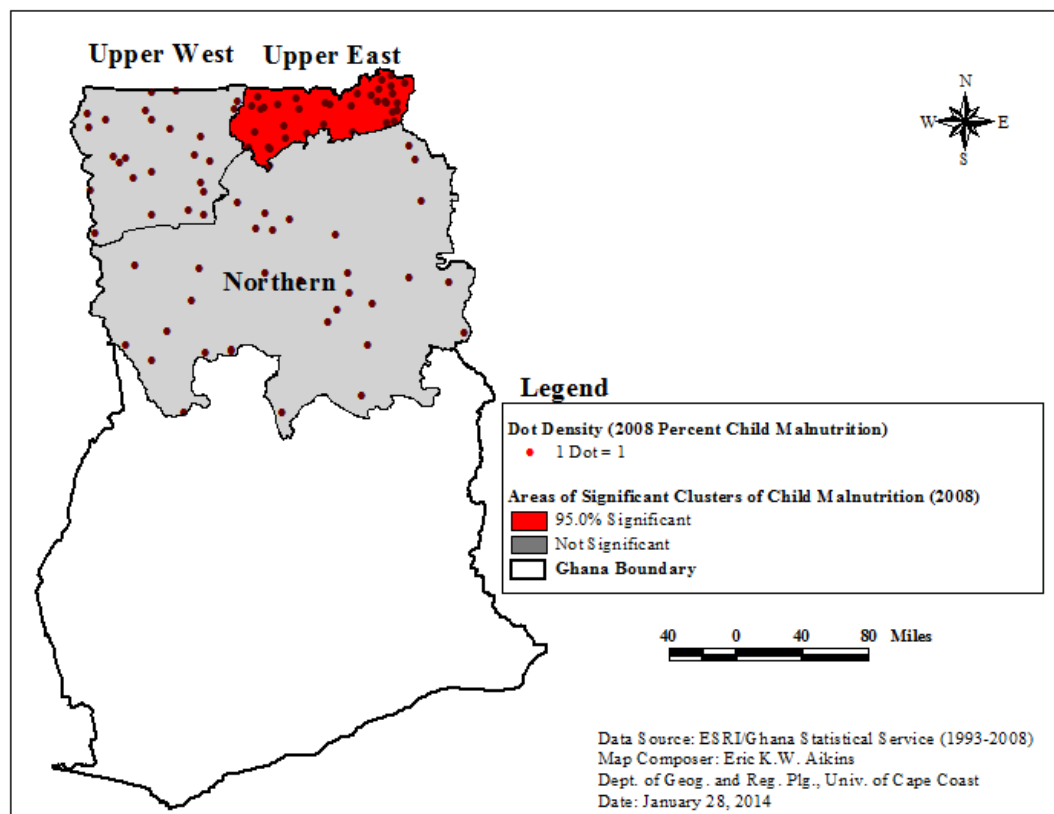 Upper West Upper East
N
W E
S
Northern
Legend
Dot Density (2008 Percent Child Malnutrition)
1 Dot = 1
Areas of Significant Clusters of Child Malnutrition (2008)
95.0% Significant
Not Significant
Ghana Boundary
40 0 40 80 Miles
Data Source: ESRI/Ghana Statistical Service (1993-2008)
Map Composer: Eric K.W. Aikins
Dept. of Geog. and Reg. Plg., Univ. of Cape Coast
Date: January 28, 2014